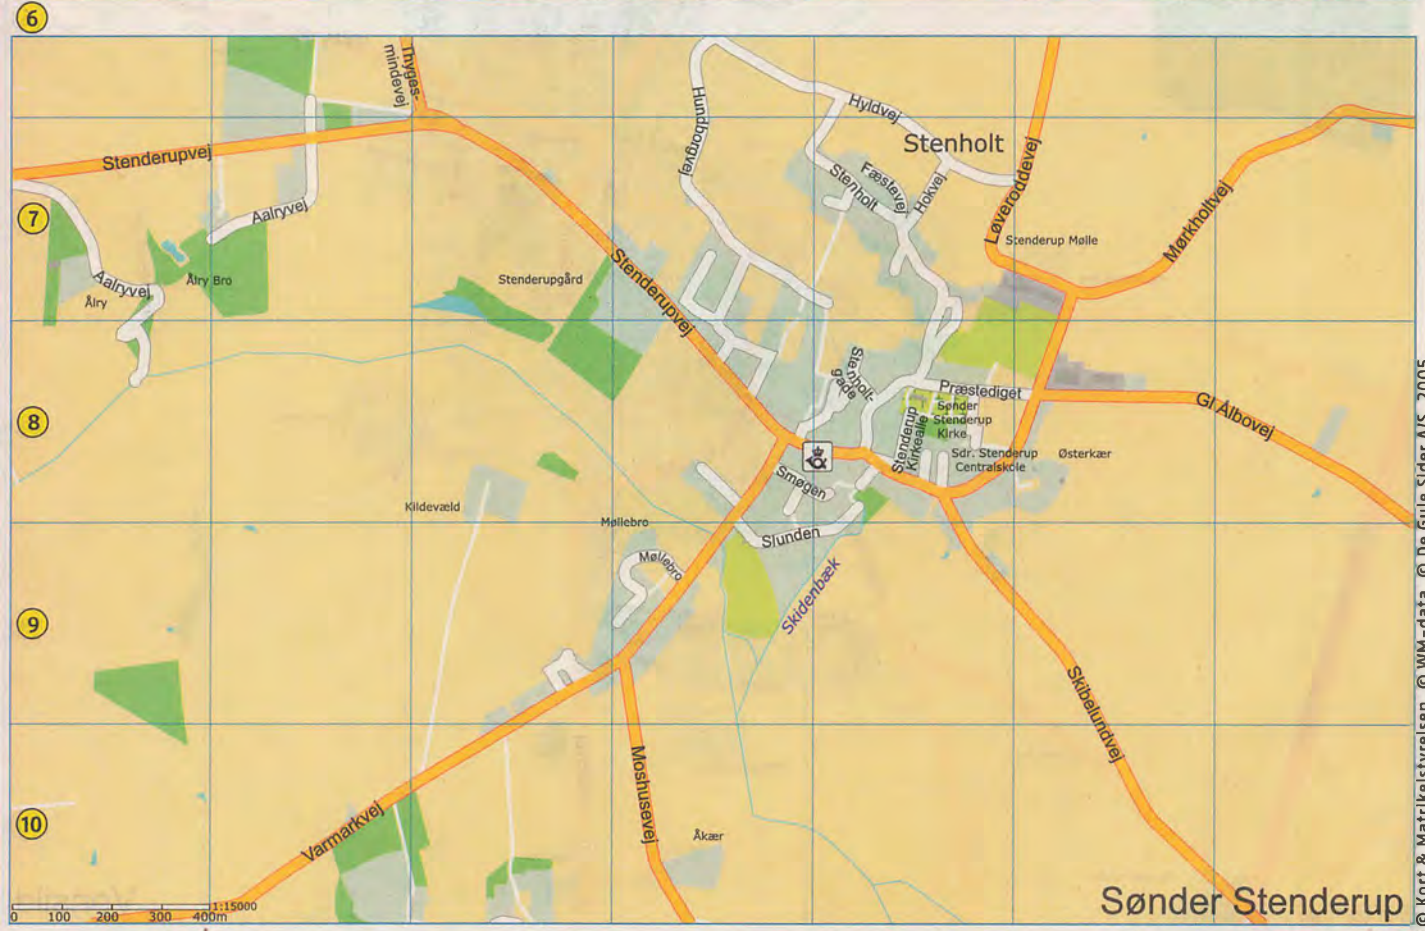 6
Thyges-
mindevej
Hundborgvej
Hyldvej
Stenholt
Løveroddevej
Stenderupvej
Stenholt
Fæstevej
Hokvej
Mørkholtvej
7
Aalryvej
Stenderup Mølle
Aalryvej
Ålry Bro
Ålry
Stenderupgård
Stenderupvej
8
Stenholt-
gade
Præstediget
Sønder
Stenderup
Kirke
Stenderup
Kirkealle
Gl Ålbovej
Sdr. Stenderup
Centralskole
Østerkær
Smøgen
Kildevæld
Møllebro
Slunden
Møllebro
Skidenbæk
9
Skibelundvej
Moshusevej
10
Varmarkvej
Åkær
1:15000
0 100 200 300 400m
Sønder Stenderup
© Kort & Matrikelstyrelsen, © WM-data, © De Gule Sider A/S, 2005